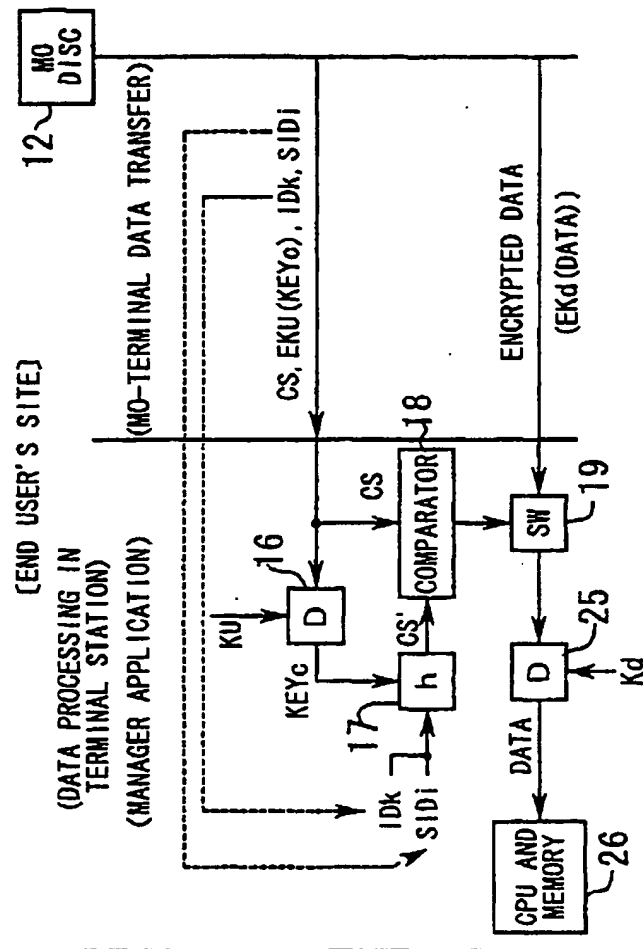 [END USER'S SITE]
(DATA PROCESSING IN
TERMINAL STATION)
(MANAGER APPLICATION)
(MO-TERMINAL DATA TRANSFER)
12
MO
DISC
CS, EKU (KEYo), IDk, SIDi
KU
16
D
KEYc
CS
17
h
CS'
18
COMPARATOR
IDk
SIDi
ENCRYPTED DATA
(EKd(DATA))
SW
19
D
25
Kd
DATA
CPU AND
MEMORY
26